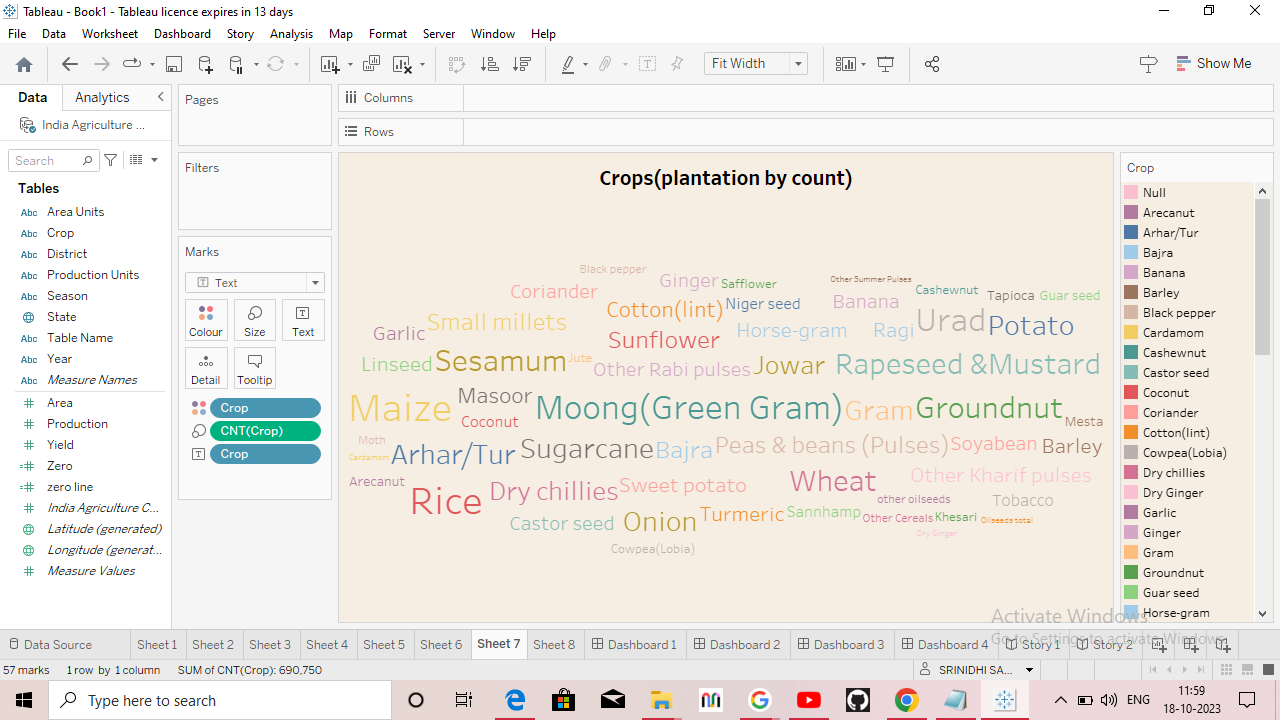 Tableau - Book1 - Tableau licence expires in 13 days
File Data Worksheet Dashboard Story Analysis Map Format Server Window Help
Fit Width
Show Me
Data Analytics
India Agriculture ...
Search
Tables
Abc Area Units
Abc Crop
Abc District
Abc Production Units
Abc Season
State
Abc Table Name
Abc Year
Abc Measure Names
Area
Production
Yield
Zero
zero line
India Agriculture C...
Latitude (generated)
Longitude (generat...
Measure Values
Pages
Filters
Marks
Text
Colour Size Text
Detail Tooltip
Crop
CNT(Crop)
Crop
Columns
Rows
Crops(plantation by count)
Black pepper
Ginger Safflower Other Summer Pulses
Coriander Cashewnut
Cotton(lint) Niger seed Banana Tapioca Guar seed
Garlic Small millets Sunflower Horse-gram Ragi Urad Potato
Linseed Sesamum Jute Other Rabi pulses Jowar Rapeseed &Mustard
Maize Masoor Moong(Green Gram) Gram Groundnut
Coconut Mesta
Moth Arhar/Tur Sugarcane Bajra Peas & beans (Pulses) Soyabean Barley
Cardamom
Arecanut Rice Dry chillies Sweet potato Wheat Other Kharif pulses
other oilseeds Tobacco
Castor seed Onion Turmeric Sannhamp Other Cereals Khesari Oilseeds total
Dry Ginger
Cowpea(Lobia)
Crop
Null
Arecanut
Arhar/Tur
Bajra
Banana
Barley
Black pepper
Cardamom
Cashewnut
Castor seed
Coconut
Coriander
Cotton(lint)
Cowpea(Lobia)
Dry chillies
Dry Ginger
Garlic
Ginger
Gram
Groundnut
Guar seed
Horse-gram
Activate Windows
Go to Settings to activate Windows.
Data Source Sheet 1 Sheet 2 Sheet 3 Sheet 4 Sheet 5 Sheet 6 Sheet 7 Sheet 8 Dashboard 1 Dashboard 2 Dashboard 3 Dashboard 4 Story 1 Story 2
57 marks 1 row by 1 column SUM of CNT(Crop): 690,750
SRINIDHI SA...
Type here to search
ENG
11:59
18-10-2023